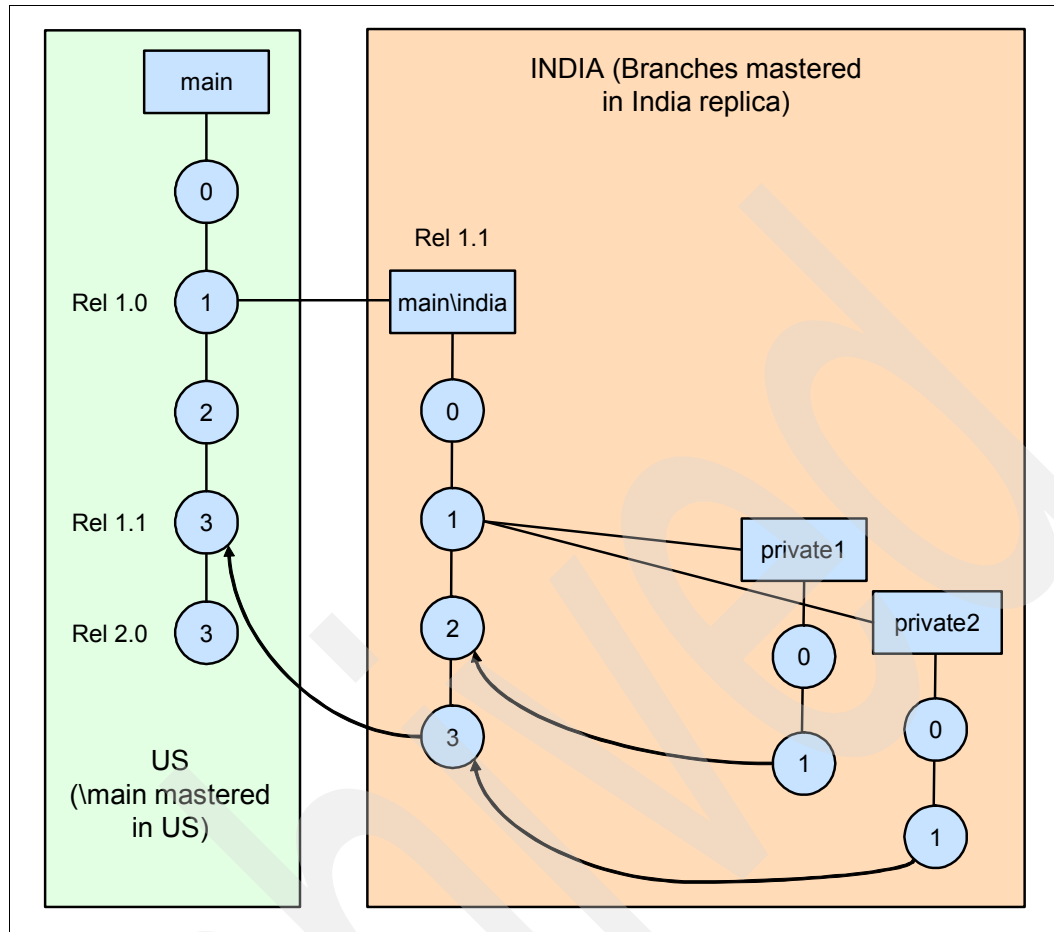 main
0
Rel 1.0
1
2
Rel 1.1
3
Rel 2.0
3
US
(\main mastered
in US)
INDIA (Branches mastered
in India replica)
Rel 1.1
main\india
0
1
2
3
private1
0
1
private2
0
1